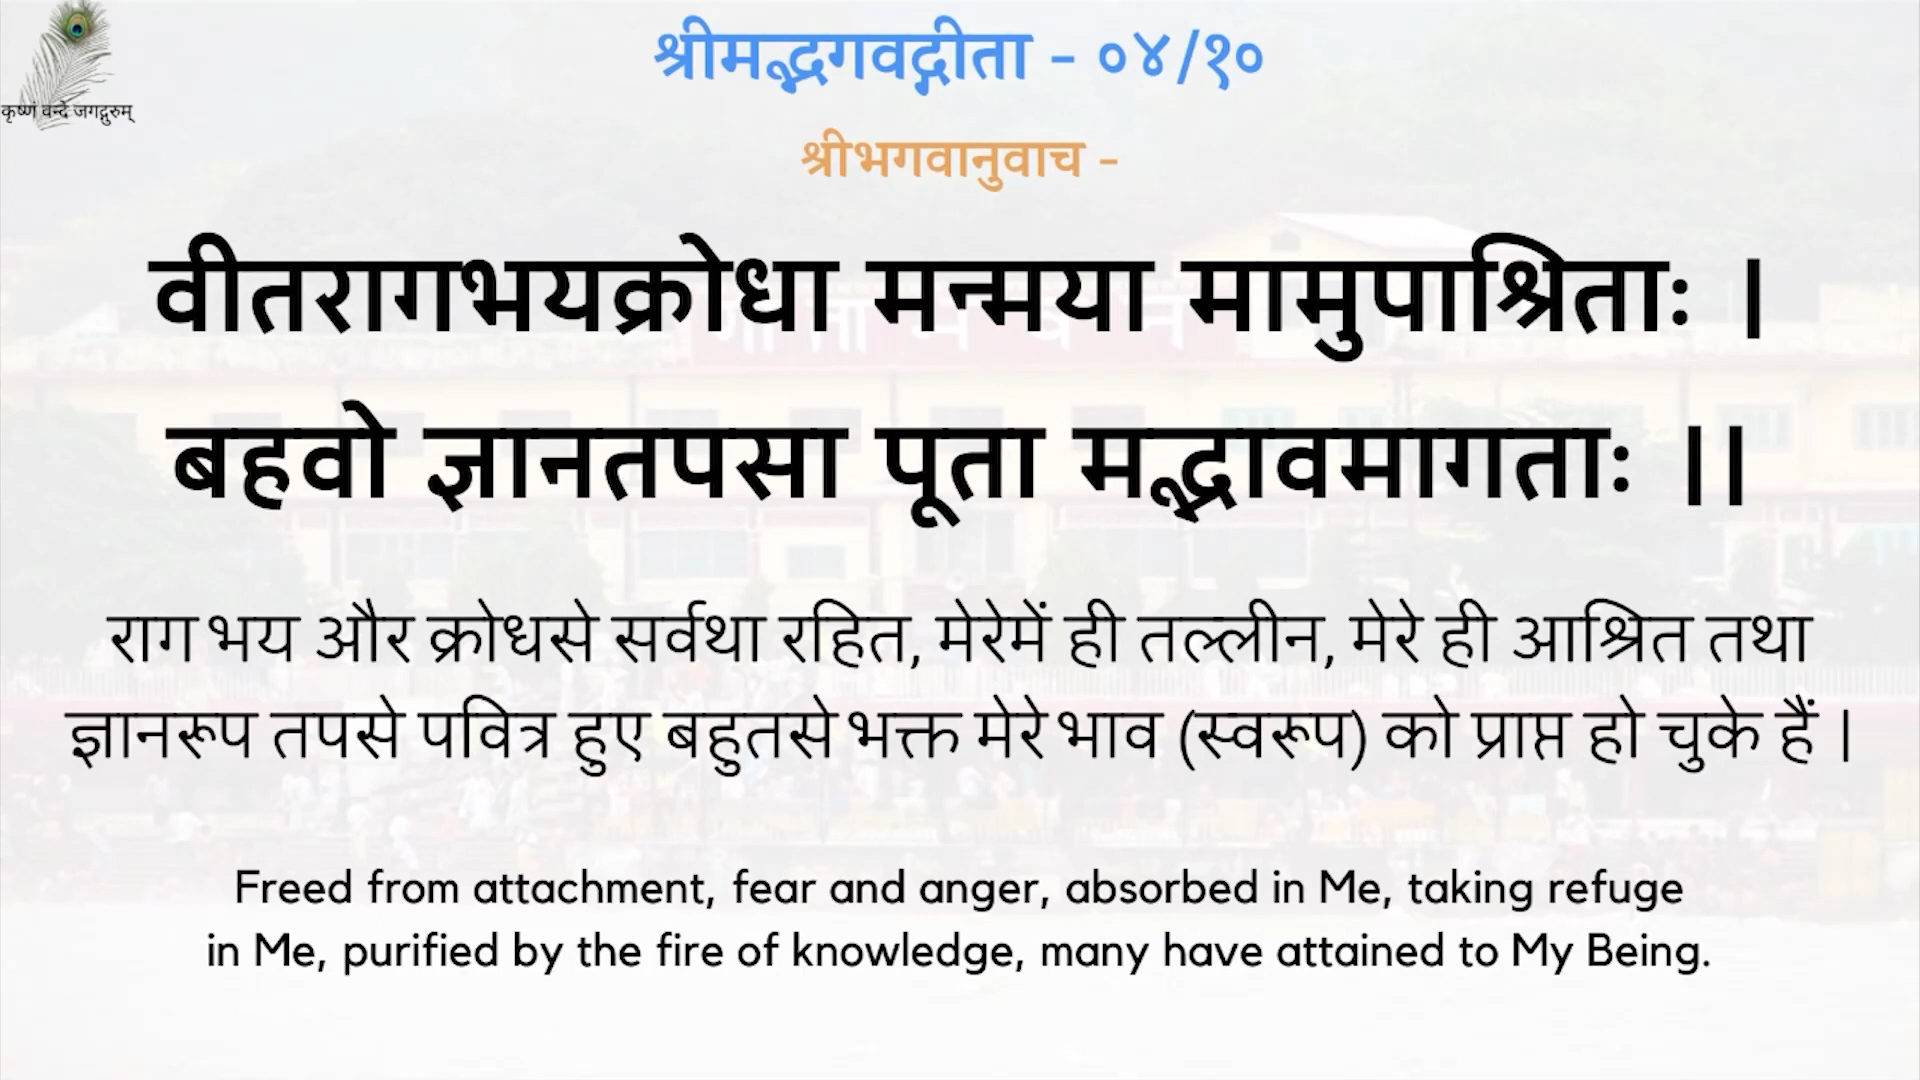 श्रीमद्भगवद्गीता - ०४/१०
कृष्णं वन्दे जगद्गुरुम्
श्रीभगवानुवाच -
वीतरागभयक्रोधा मन्मया मामुपाश्रिताः ।
बहवो ज्ञानतपसा पूता मद्भावमागताः ।।
राग भय और क्रोधसे सर्वथा रहित, मेरेमें ही तल्लीन, मेरे ही आश्रित तथा
ज्ञानरूप तपसे पवित्र हुए बहुतसे भक्त मेरे भाव (स्वरूप) को प्राप्त हो चुके हैं ।
Freed from attachment, fear and anger, absorbed in Me, taking refuge
in Me, purified by the fire of knowledge, many have attained to My Being.